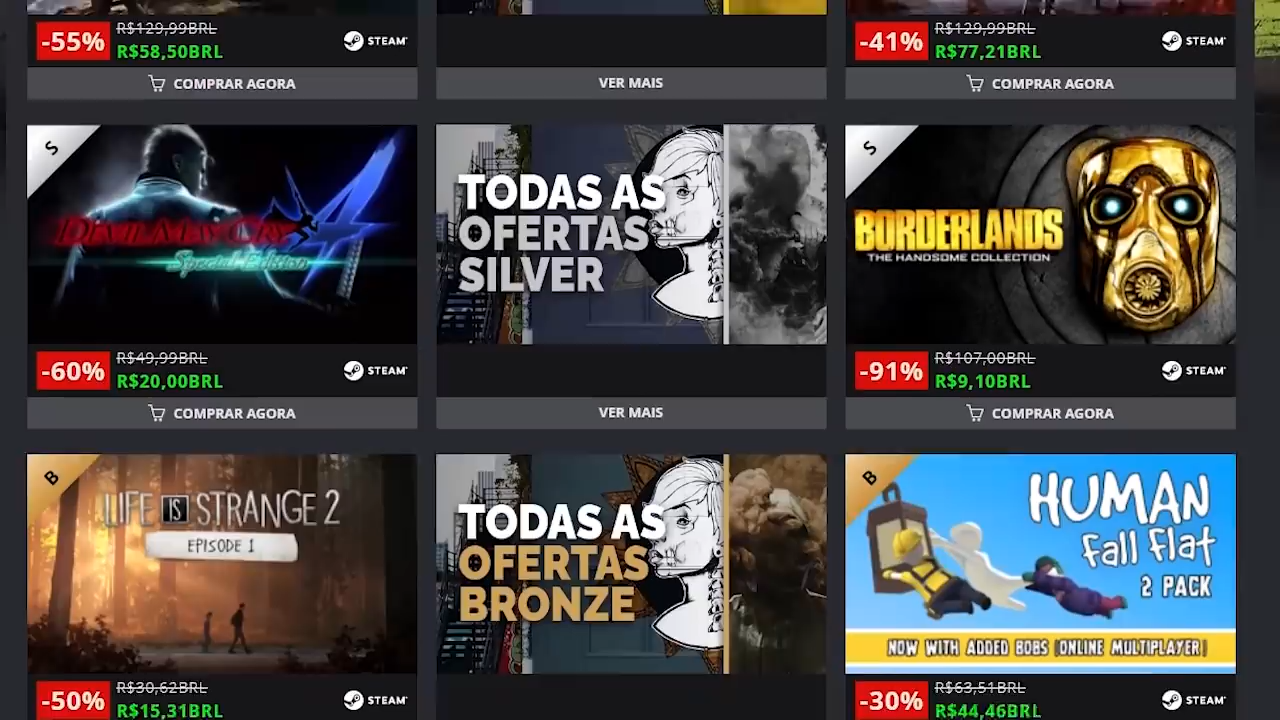 -55%
R$129,99BRL
R$58,50BRL
STEAM
COMPRAR AGORA
VER MAIS
-41%
R$129,99BRL
R$77,21BRL
STEAM
COMPRAR AGORA
S
DEVIL MAY CRY 4
Special Edition
-60%
R$49,99BRL
R$20,00BRL
STEAM
COMPRAR AGORA
TODAS AS
OFERTAS
SILVER
VER MAIS
S
BORDERLANDS
THE HANDSOME COLLECTION
-91%
R$107,00BRL
R$9,10BRL
STEAM
COMPRAR AGORA
B
LIFE IS STRANGE 2
EPISODE 1
-50%
R$30,62BRL
R$15,31BRL
STEAM
TODAS AS
OFERTAS
BRONZE
B
HUMAN
fall flat
2 PACK
NOW WITH ADDED BOBS (ONLINE MULTIPLAYER)
-30%
R$63,51BRL
R$44,46BRL
STEAM